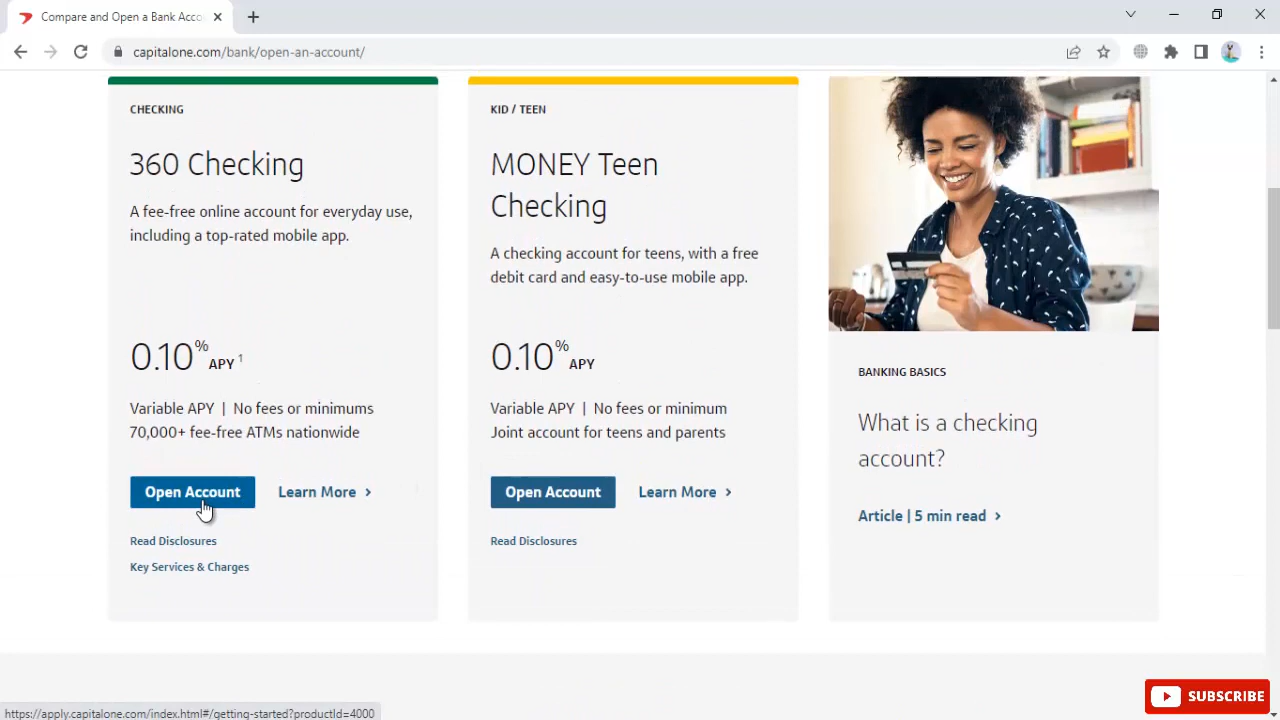 Compare and Open a Bank Acco
capitalone.com/bank/open-an-account/
CHECKING
360 Checking
A fee-free online account for everyday use,
including a top-rated mobile app.
0.10% APY 1
Variable APY | No fees or minimums
70,000+ fee-free ATMs nationwide
Open Account
Learn More
Read Disclosures
Key Services & Charges
KID / TEEN
MONEY Teen
Checking
A checking account for teens, with a free
debit card and easy-to-use mobile app.
0.10% APY
Variable APY | No fees or minimum
Joint account for teens and parents
Open Account
Learn More
Read Disclosures
BANKING BASICS
What is a checking
account?
Article | 5 min read
https://apply.capitalone.com/index.html#/getting-started?productId=4000
SUBSCRIBE